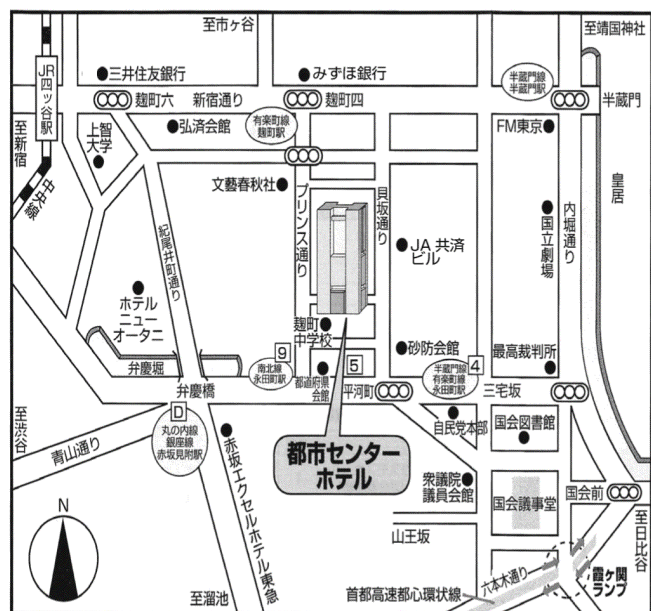 至市ヶ谷
至靖国神社
三井住友銀行
みずほ銀行
JR四ッ谷駅
半蔵門線
半蔵門駅
麹町六
新宿通り
麹町四
半蔵門
至新宿
上智
大学
弘済会館
有楽町線
麹町駅
FM東京
中央線
文藝春秋社
プリンス通り
貝坂通り
皇居
内堀通り
国立劇場
紀尾井町通り
JA 共済
ビル
ホテル
ニュー
オータニ
麹町
中学校
砂防会館
最高裁判所
弁慶堀
9
南北線
永田町駅
都道府県
会館
5
半蔵門線
有楽町線
永田町駅
4
弁慶橋
平河町
三宅坂
至渋谷
D
丸の内線
銀座線
赤坂見附駅
自民党本部
国会図書館
青山通り
赤坂エクセルホテル東急
都市センター
ホテル
衆議院
議員会館
国会議事堂
国会前
至日比谷
N
山王坂
六本木通り
霞ヶ関
ランプ
首都高速都心環状線
至溜池